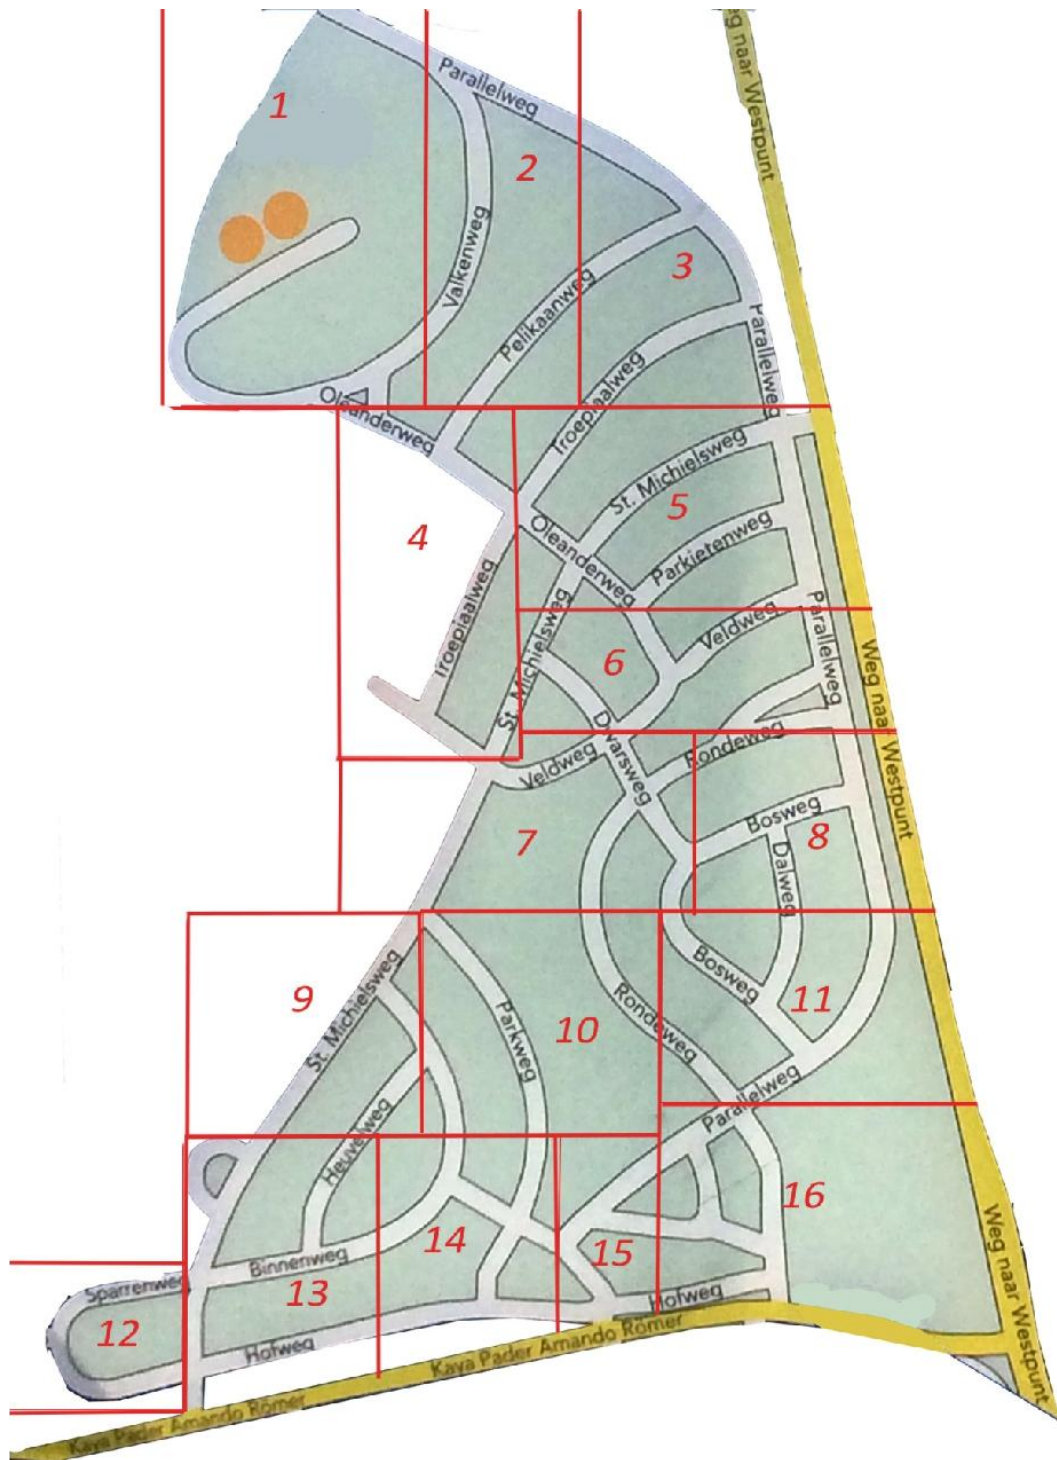 eg naar Westpunt
Parallelweg
1
2
Valkenweg
3
Pelikaanweg
Parallelweg
Troepiaalweg
Oleanderweg
St. Michielsweg
5
4
Oleanderweg
Parkietenweg
Troepiaalweg
St. Michielsweg
Veldweg
Parallelweg
6
Weg naar Westpunt
Dwarsweg
Rondeweg
Veldweg
Bosweg
7
8
Dalweg
Bosweg
9
St. Michielsweg
11
10
Parkweg
Rondeweg
Heuvelweg
Parallelweg
16
14
15
Binnenweg
Sparrenweg
13
Hofweg
12
Hofweg
Weg naar Westpunt
Kaya Pader Amando Römer
Kaya Pader Amando Römer